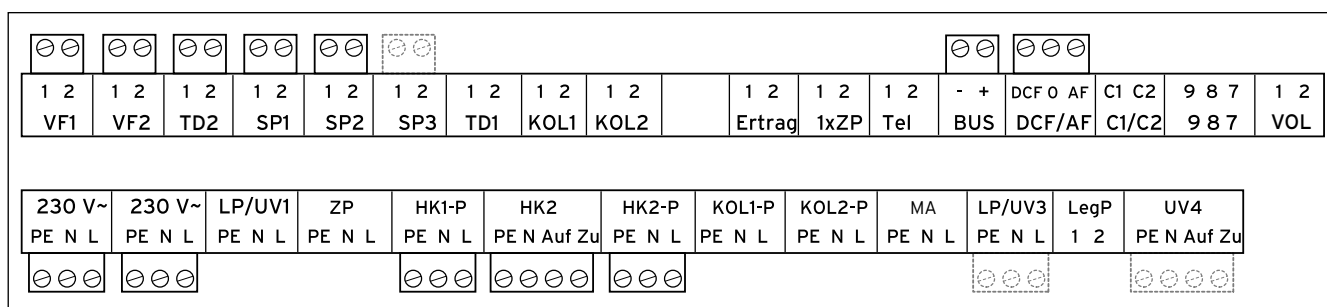 1 2 1 2 1 2 1 2 1 2 1 2 1 2 1 2 1 2 1 2 1 2 1 2 - + DCF O AF C1 C2 9 8 7 1 2
VF1 VF2 TD2 SP1 SP2 SP3 TD1 KOL1 KOL2 Ertrag 1xZP Tel BUS DCF/AF C1/C2 9 8 7 VOL
230 V~ 230 V~ LP/UV1 ZP HK1-P HK2 HK2-P KOL1-P KOL2-P MA LP/UV3 LegP UV4
PE N L PE N L PE N L PE N L PE N L PE N Auf Zu PE N L PE N L PE N L PE N L PE N L 1 2 PE N Auf Zu